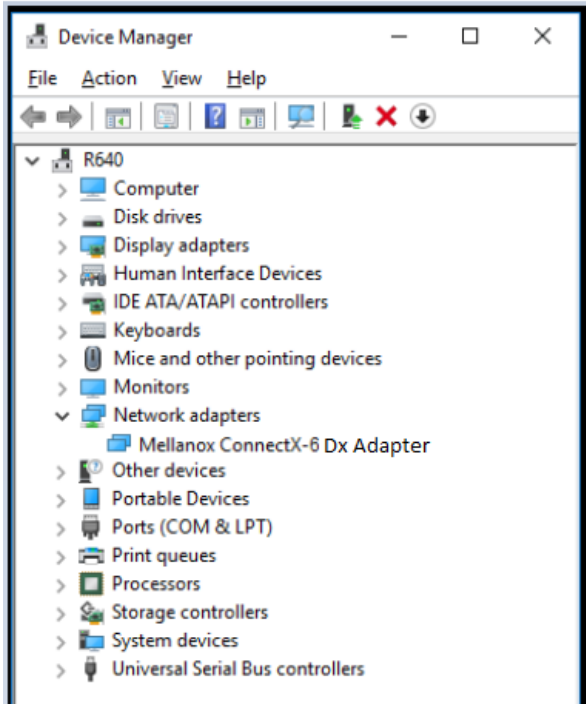 Device Manager
File Action View Help
R640
Computer
Disk drives
Display adapters
Human Interface Devices
IDE ATA/ATAPI controllers
Keyboards
Mice and other pointing devices
Monitors
Network adapters
Mellanox ConnectX-6 Dx Adapter
Other devices
Portable Devices
Ports (COM & LPT)
Print queues
Processors
Storage controllers
System devices
Universal Serial Bus controllers